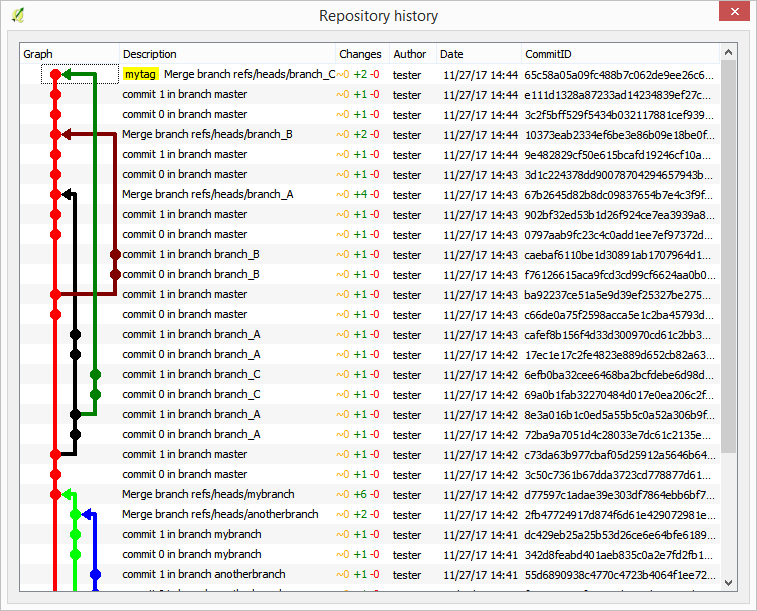 Repository history
Graph Description Changes Author Date CommitID
mytag Merge branch refs/heads/branch_C ~0 +2 -0 tester 11/27/17 14:44 65c58a05a09fc488b7c062de9ee26c6...
commit 1 in branch master ~0 +1 -0 tester 11/27/17 14:44 e111d1328a87233ad14234839ef27c...
commit 0 in branch master ~0 +1 -0 tester 11/27/17 14:44 3c2f5bff529f5434b032117881cef939...
Merge branch refs/heads/branch_B ~0 +2 -0 tester 11/27/17 14:44 10373eab2334ef6be3e86b09e18be0f...
commit 1 in branch master ~0 +1 -0 tester 11/27/17 14:44 9e482829cf50e615bcafd19246cf10a...
commit 0 in branch master ~0 +1 -0 tester 11/27/17 14:43 3d1c224378dd90078704294657943b...
Merge branch refs/heads/branch_A ~0 +4 -0 tester 11/27/17 14:43 67b2645d82b8dc09837654b7e4c3f9f...
commit 1 in branch master ~0 +1 -0 tester 11/27/17 14:43 902bf32ed53b1d26f924ce7ea3939a8...
commit 0 in branch master ~0 +1 -0 tester 11/27/17 14:43 0797aab9fc23c4c0add1ee7ef97372d...
commit 1 in branch branch_B ~0 +1 -0 tester 11/27/17 14:43 caebaf6110be1d30891ab1707964d1...
commit 0 in branch branch_B ~0 +1 -0 tester 11/27/17 14:43 f76126615aca9fcd3cd99cf6624aa0b0...
commit 1 in branch master ~0 +1 -0 tester 11/27/17 14:43 ba92237ce51a5e9d39ef25327be275...
commit 0 in branch master ~0 +1 -0 tester 11/27/17 14:43 c66de0a75f2598acca5e1c2ba45793d...
commit 1 in branch branch_A ~0 +1 -0 tester 11/27/17 14:42 cafef8b156f4d33d300970cd61c2bb3...
commit 0 in branch branch_A ~0 +1 -0 tester 11/27/17 14:42 17ec1e17c2fe4823e889d652cb82a63...
commit 1 in branch branch_C ~0 +1 -0 tester 11/27/17 14:42 6efb0ba32cee6468ba2bcfdebe6d98d...
commit 0 in branch branch_C ~0 +1 -0 tester 11/27/17 14:42 69a0b1fab32270484d017e0ea206c2f...
commit 1 in branch branch_A ~0 +1 -0 tester 11/27/17 14:42 8e3a016b1c0ed5a55b5c0a52a306b9f...
commit 0 in branch branch_A ~0 +1 -0 tester 11/27/17 14:42 72ba9a7051d4c28033e7dc61c2135e...
commit 1 in branch master ~0 +1 -0 tester 11/27/17 14:42 c73da63b977cbaf05d25912a5646b64...
commit 0 in branch master ~0 +1 -0 tester 11/27/17 14:42 3c50c7361b67dda3723cd778877d61...
Merge branch refs/heads/mybranch ~0 +6 -0 tester 11/27/17 14:42 d77597c1adae39e303df7864ebb6bf7...
Merge branch refs/heads/anotherbranch ~0 +2 -0 tester 11/27/17 14:42 2fb47724917d874f6d61e429072981e...
commit 1 in branch mybranch ~0 +1 -0 tester 11/27/17 14:41 dc429eb25a25b53d26ce6e64bfe6189...
commit 0 in branch mybranch ~0 +1 -0 tester 11/27/17 14:41 342d8feabd401aeb835c0a2e7fd2fb1...
commit 1 in branch anotherbranch ~0 +1 -0 tester 11/27/17 14:41 55d6890938c4770c4723b4064f1ee72...